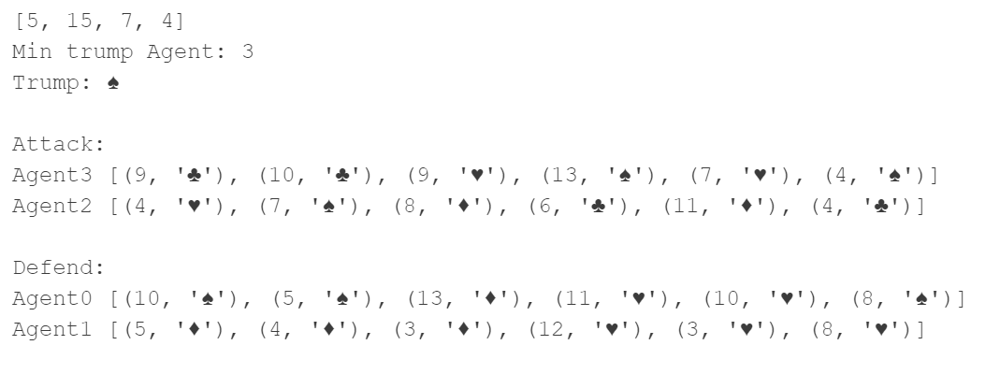 [5, 15, 7, 4]
Min trump Agent: 3
Trump: ♠
Attack:
Agent3 [(9, '♣'), (10, '♣'), (9, '♥'), (13, '♠'), (7, '♥'), (4, '♠')]
Agent2 [(4, '♥'), (7, '♠'), (8, '♦'), (6, '♣'), (11, '♦'), (4, '♣')]
Defend:
Agent0 [(10, '♠'), (5, '♠'), (13, '♦'), (11, '♥'), (10, '♥'), (8, '♠')]
Agent1 [(5, '♦'), (4, '♦'), (3, '♦'), (12, '♥'), (3, '♥'), (8, '♥')]